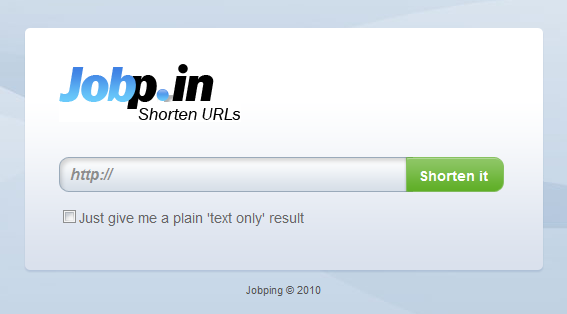 Jobp.in
Shorten URLs
http://
Shorten it
Just give me a plain 'text only' result
Jobping © 2010